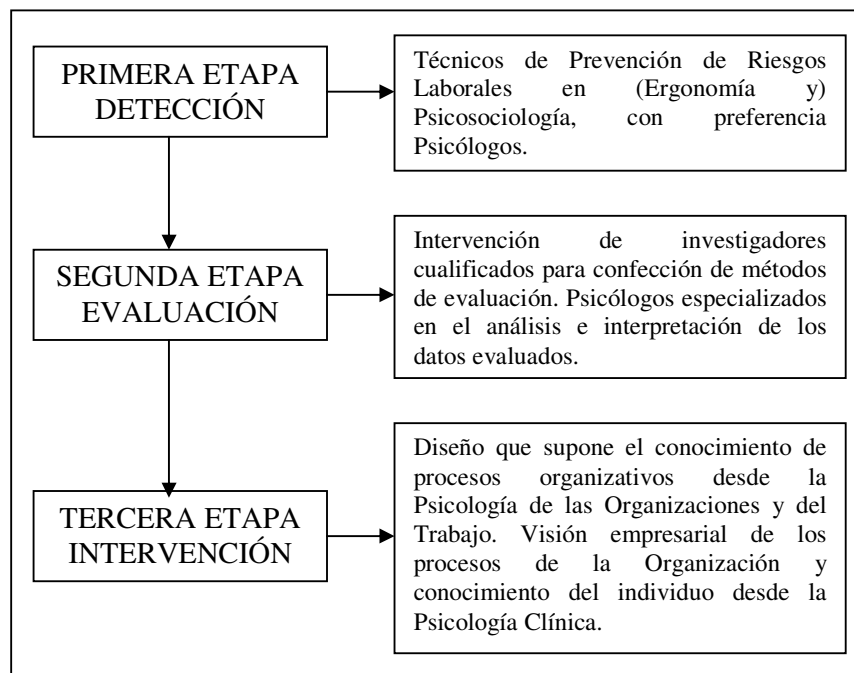 PRIMERA ETAPA
DETECCIÓN
Técnicos de Prevención de Riesgos
Laborales en (Ergonomía y)
Psicosociología, con preferencia
Psicólogos.
SEGUNDA ETAPA
EVALUACIÓN
Intervención de investigadores
cualificados para confección de métodos
de evaluación. Psicólogos especializados
en el análisis e interpretación de los
datos evaluados.
TERCERA ETAPA
INTERVENCIÓN
Diseño que supone el conocimiento de
procesos organizativos desde la
Psicología de las Organizaciones y del
Trabajo. Visión empresarial de los
procesos de la Organización y
conocimiento del individuo desde la
Psicología Clínica.